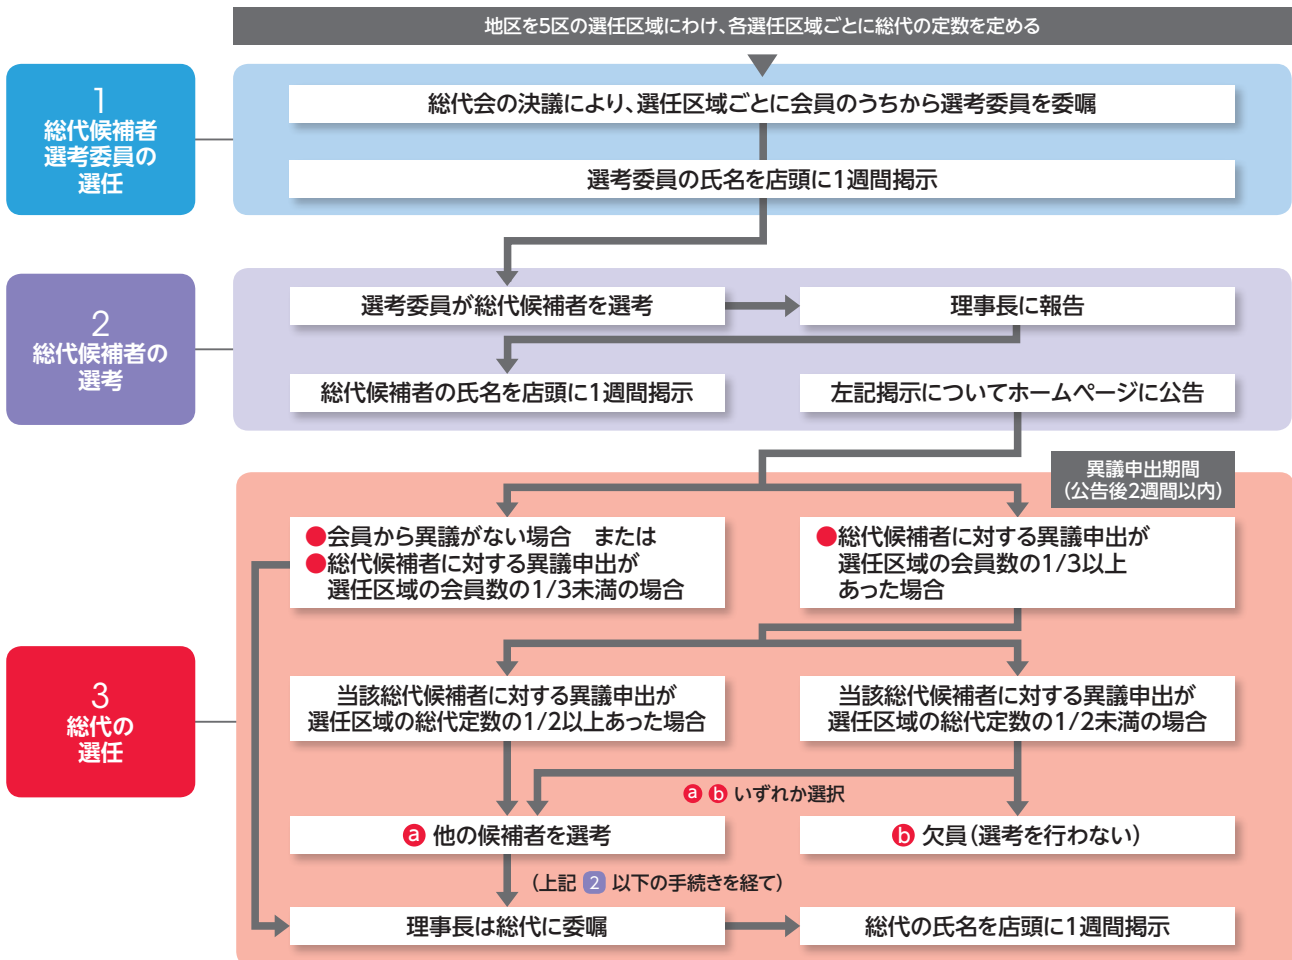 地区を5区の選任区域にわけ、各選任区域ごとに総代の定数を定める
1
総代候補者
選考委員の
選任
総代会の決議により、選任区域ごとに会員のうちから選考委員を委嘱
選考委員の氏名を店頭に1週間掲示
2
総代候補者の
選考
選考委員が総代候補者を選考
理事長に報告
総代候補者の氏名を店頭に1週間掲示
左記掲示についてホームページに公告
異議申出期間
(公告後2週間以内)
3
総代の
選任
●会員から異議がない場合　または
●総代候補者に対する異議申出が
選任区域の会員数の1/3未満の場合
●総代候補者に対する異議申出が
選任区域の会員数の1/3以上
あった場合
当該総代候補者に対する異議申出が
選任区域の総代定数の1/2以上あった場合
当該総代候補者に対する異議申出が
選任区域の総代定数の1/2未満の場合
a b いずれか選択
a 他の候補者を選考
b 欠員(選考を行わない)
(上記 2 以下の手続きを経て)
理事長は総代に委嘱
総代の氏名を店頭に1週間掲示